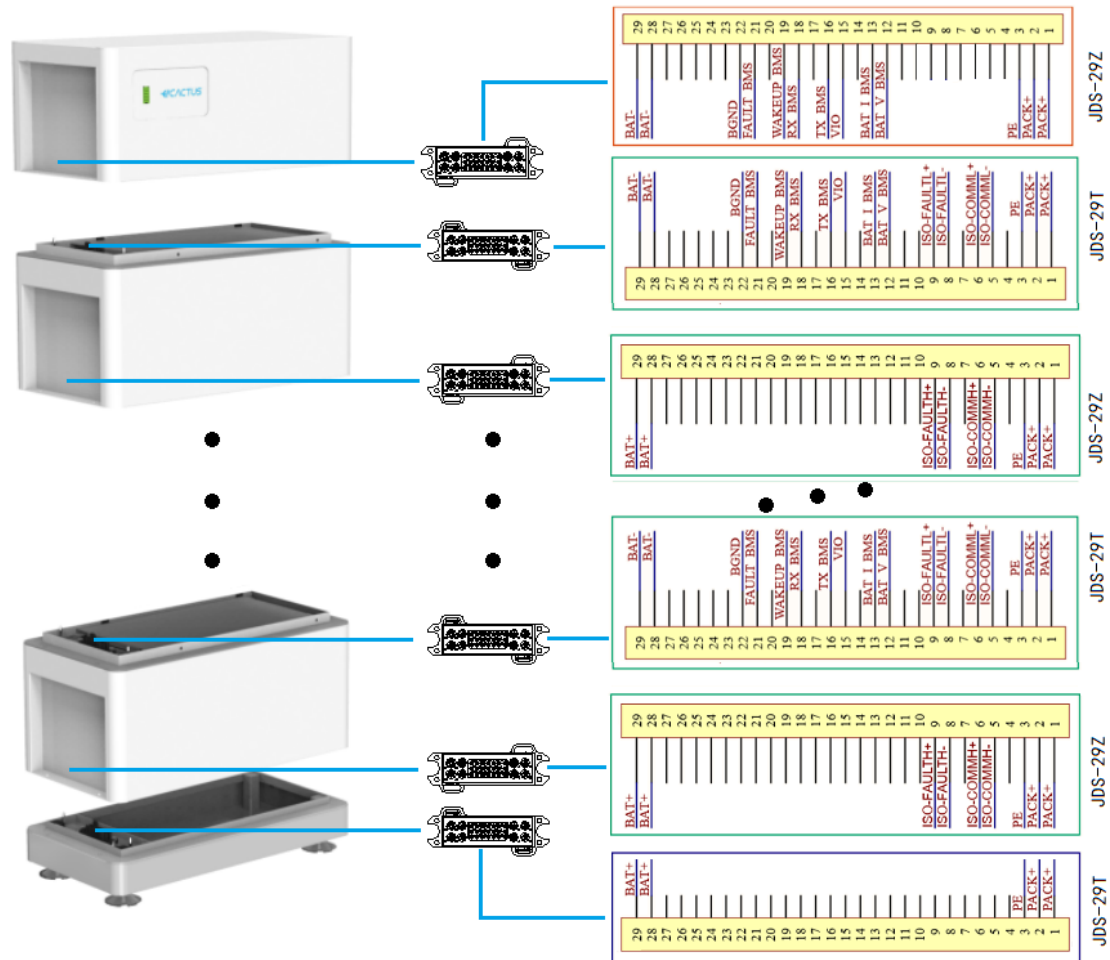 eCACTUS
29 28 27 26 25 24 23 22 21 20 19 18 17 16 15 14 13 12 11 10 9 8 7 6 5 4 3 2 1
BAT-
BAT-
BGND
FAULT BMS
WAKEUP BMS
RX BMS
TX BMS
VIO
BAT I BMS
BAT V BMS
PE
PACK+
PACK+
JDS-29Z
BAT-
BAT-
BGND
FAULT BMS
WAKEUP BMS
RX BMS
TX BMS
VIO
BAT I BMS
BAT V BMS
ISO-FAULTL+
ISO-FAULTL-
ISO-COMML+
ISO-COMML-
PE
PACK+
PACK+
29 28 27 26 25 24 23 22 21 20 19 18 17 16 15 14 13 12 11 10 9 8 7 6 5 4 3 2 1
JDS-29T
29 28 27 26 25 24 23 22 21 20 19 18 17 16 15 14 13 12 11 10 9 8 7 6 5 4 3 2 1
BAT+
BAT+
ISO-FAULTH+
ISO-FAULTH-
ISO-COMMH+
ISO-COMMH-
PE
PACK+
PACK+
JDS-29Z
BAT-
BAT-
BGND
FAULT BMS
WAKEUP BMS
RX BMS
TX BMS
VIO
BAT I BMS
BAT V BMS
ISO-FAULTL+
ISO-FAULTL-
ISO-COMML+
ISO-COMML-
PE
PACK+
PACK+
29 28 27 26 25 24 23 22 21 20 19 18 17 16 15 14 13 12 11 10 9 8 7 6 5 4 3 2 1
JDS-29T
29 28 27 26 25 24 23 22 21 20 19 18 17 16 15 14 13 12 11 10 9 8 7 6 5 4 3 2 1
BAT+
BAT+
ISO-FAULTH+
ISO-FAULTH-
ISO-COMMH+
ISO-COMMH-
PE
PACK+
PACK+
JDS-29Z
BAT+
BAT+
PE
PACK+
PACK+
29 28 27 26 25 24 23 22 21 20 19 18 17 16 15 14 13 12 11 10 9 8 7 6 5 4 3 2 1
JDS-29T